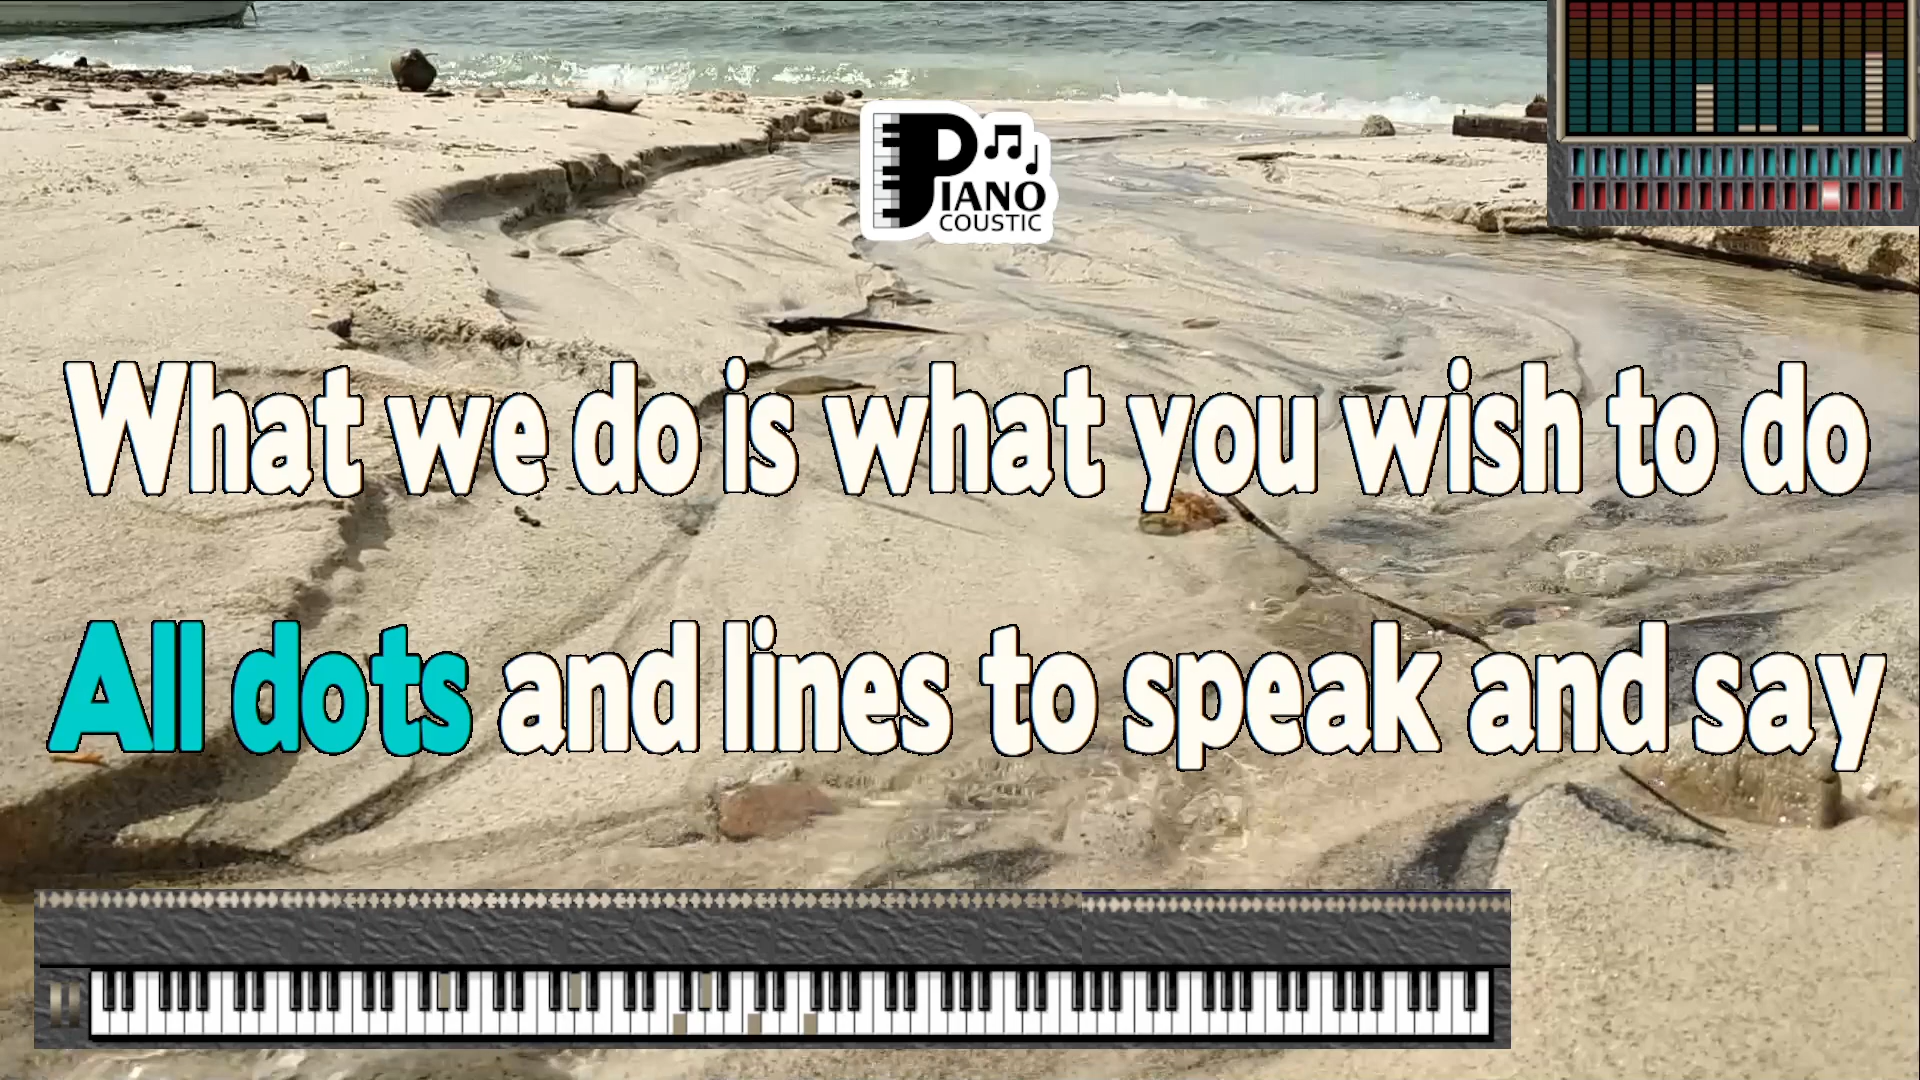 PIANO
COUSTIC
What we do is what you wish to do
All dots and lines to speak and say